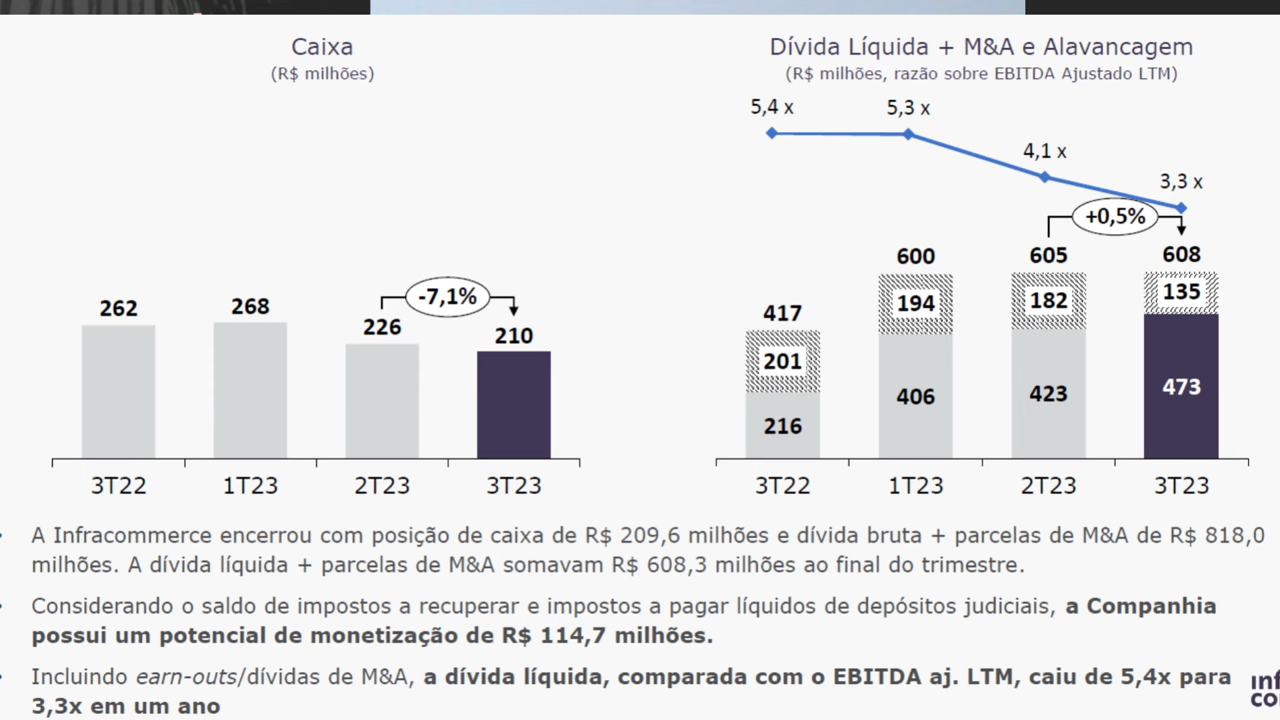 Caixa
(R$ milhões)
262
268
226
-7,1%
210
3T22
1T23
2T23
3T23
Dívida Líquida + M&A e Alavancagem
(R$ milhões, razão sobre EBITDA Ajustado LTM)
5,4 x
5,3 x
4,1 x
3,3 x
+0,5%
417
600
605
608
201
194
182
135
216
406
423
473
3T22
1T23
2T23
3T23
A Infracommerce encerrou com posição de caixa de R$ 209,6 milhões e dívida bruta + parcelas de M&A de R$ 818,0
milhões. A dívida líquida + parcelas de M&A somavam R$ 608,3 milhões ao final do trimestre.
Considerando o saldo de impostos a recuperar e impostos a pagar líquidos de depósitos judiciais, a Companhia
possui um potencial de monetização de R$ 114,7 milhões.
Incluindo earn-outs/dívidas de M&A, a dívida líquida, comparada com o EBITDA aj. LTM, caiu de 5,4x para
3,3x em um ano